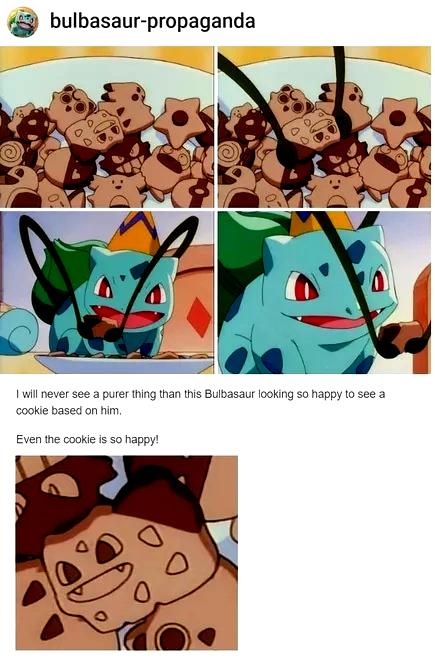 bulbasaur-propaganda
I will never see a purer thing than this Bulbasaur looking so happy to see a
cookie based on him.
Even the cookie is so happy!